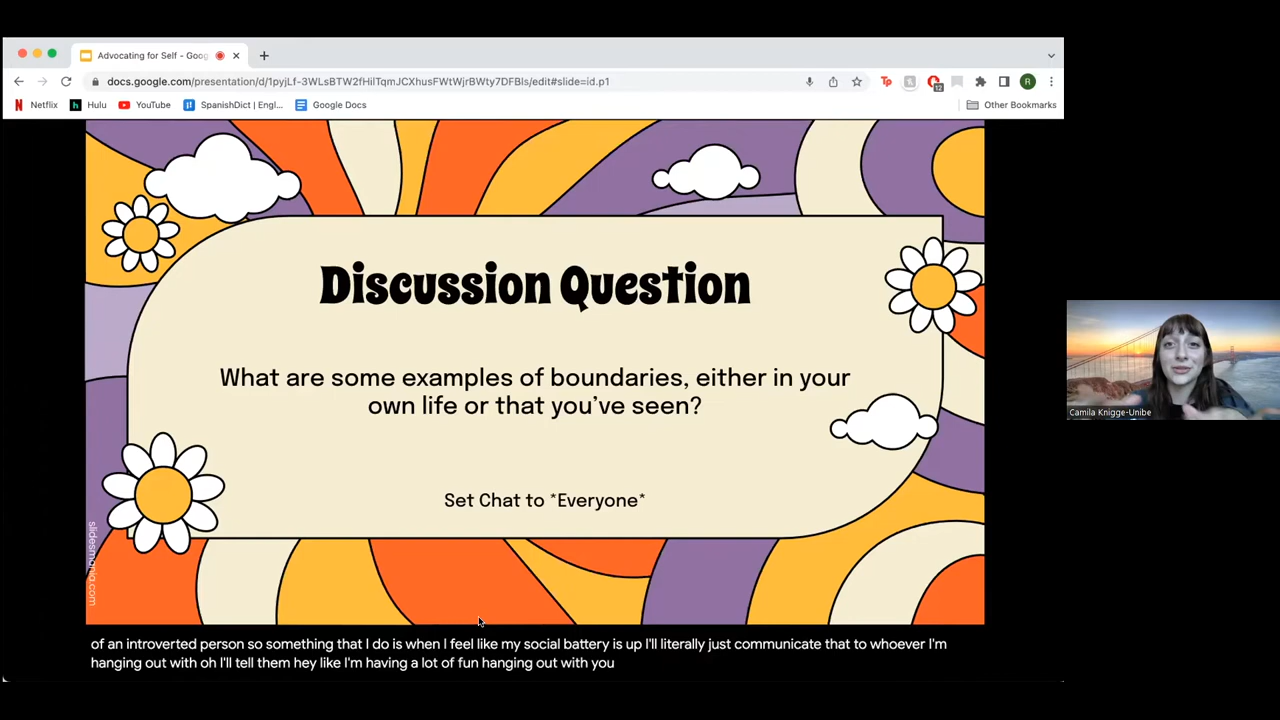 Advocating for Self - Goog
docs.google.com/presentation/d/1pyjLf-3WLsBTW2fHilTqmJCXhusFWtWjrBWty7DFBIs/edit#slide=id.p1
Tp
12
R
Netflix
Hulu
YouTube
SpanishDict | Engl...
Google Docs
Other Bookmarks
Discussion Question
What are some examples of boundaries, either in your
own life or that you've seen?
Set Chat to *Everyone*
slidesmania.com
Camila Knigge-Unibe
of an introverted person so something that I do is when I feel like my social battery is up I'll literally just communicate that to whoever I'm
hanging out with oh I'll tell them hey like I'm having a lot of fun hanging out with you